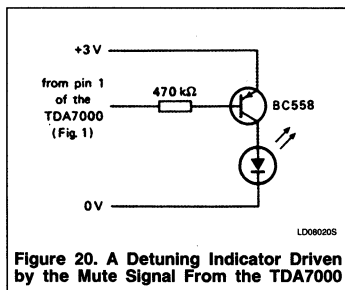 +3 V
from pin 1
of the
TDA7000
(Fig. 1)
470 kΩ
BC558
0 V
LD08020S
Figure 20. A Detuning Indicator Driven
by the Mute Signal From the TDA7000